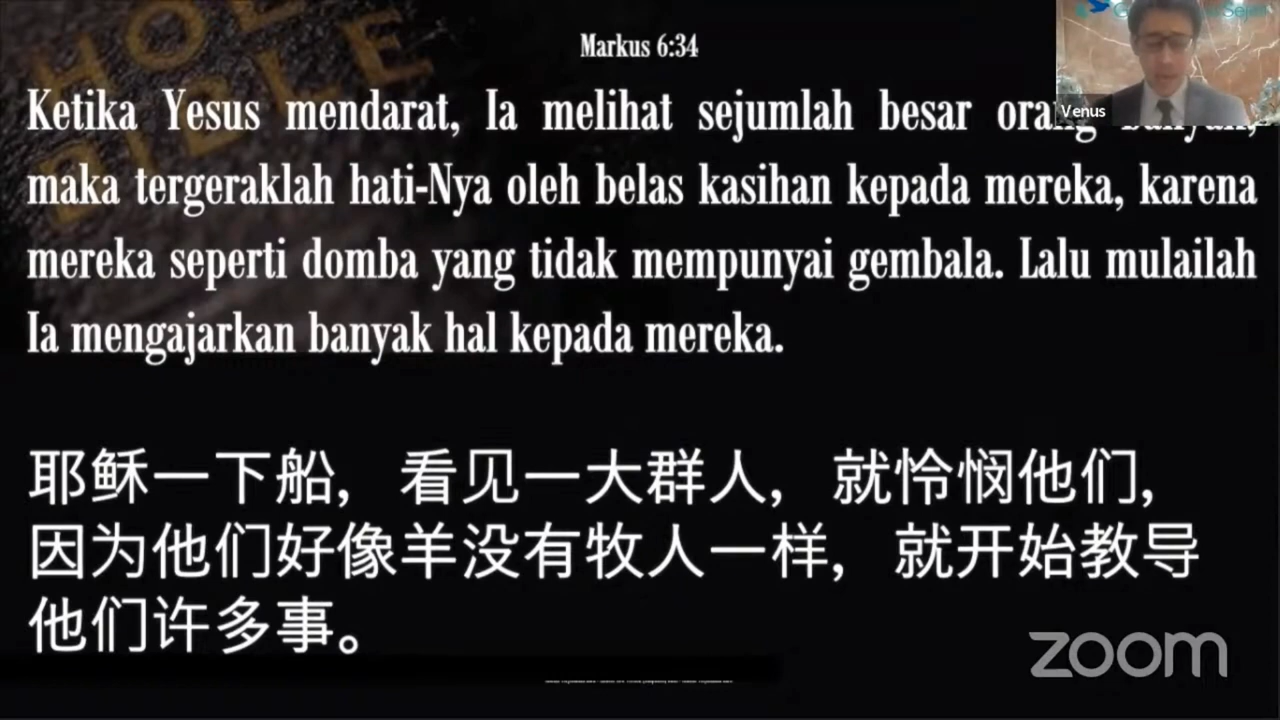 HOLY
BIBLE
Markus 6:34
Ketika Yesus mendarat, Ia melihat sejumlah besar orang banyak,
maka tergeraklah hati-Nya oleh belas kasihan kepada mereka, karena
mereka seperti domba yang tidak mempunyai gembala. Lalu mulailah
Ia mengajarkan banyak hal kepada mereka.
耶稣一下船, 看见一大群人, 就怜悯他们,
因为他们好像羊没有牧人一样, 就开始教导
他们许多事。
Venus
zoom